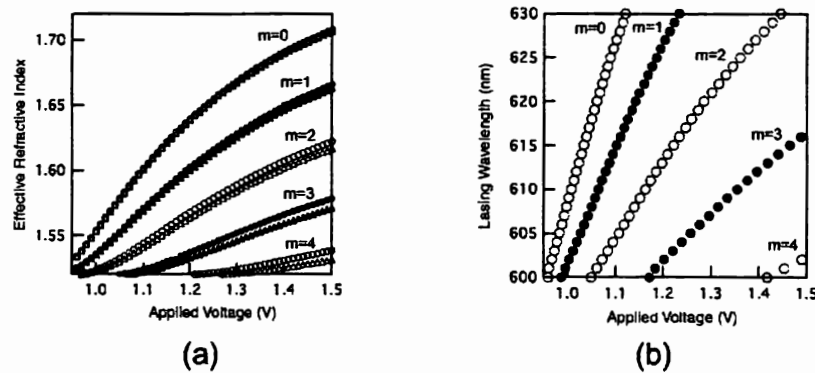 1.70
1.65
1.60
1.55
Effective Refractive Index
m=0
m=1
m=2
m=3
m=4
1.0 1.1 1.2 1.3 1.4 1.5
Applied Voltage (V)
(a)
630
625
620
615
610
605
600
Lasing Wavelength (nm)
m=0
m=1
m=2
m=3
m=4
1.0 1.1 1.2 1.3 1.4 1.5
Applied Voltage (V)
(b)